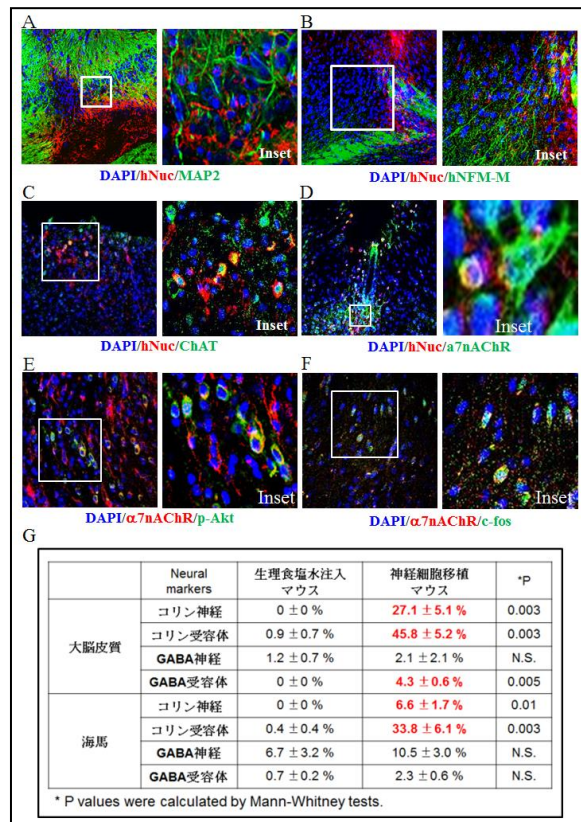 A
B
Inset
Inset
DAPI/hNuc/MAP2
DAPI/hNuc/hNFM-M
C
D
Inset
Inset
DAPI/hNuc/ChAT
DAPI/hNuc/a7nAChR
E
F
Inset
Inset
DAPI/α7nAChR/p-Akt
DAPI/α7nAChR/c-fos
G
Neural markers 生理食塩水注入マウス 神経細胞移植マウス *P
大脳皮質 コリン神経 0 ±0 % 27.1 ±5.1 % 0.003
コリン受容体 0.9 ±0.7 % 45.8 ±5.2 % 0.003
GABA神経 1.2 ±0.7 % 2.1 ±2.1 % N.S.
GABA受容体 0 ±0 % 4.3 ±0.6 % 0.005
海馬 コリン神経 0 ±0 % 6.6 ±1.7 % 0.01
コリン受容体 0.4 ±0.4 % 33.8 ±6.1 % 0.003
GABA神経 6.7 ±3.2 % 10.5 ±3.0 % N.S.
GABA受容体 0.7 ±0.2 % 2.3 ±0.6 % N.S.
* P values were calculated by Mann-Whitney tests.